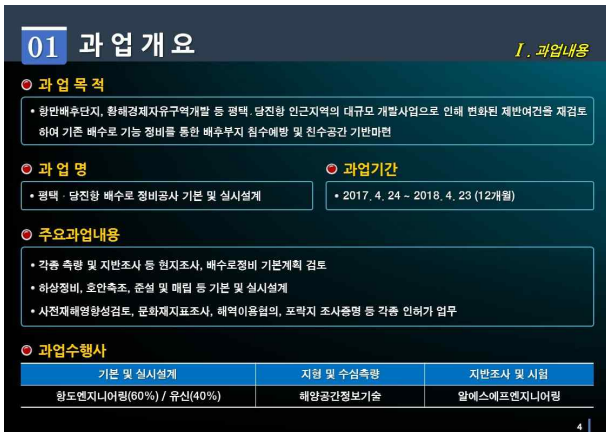 01 과업개요
Ⅰ. 과업내용
과업목적
• 항만배후단지, 황해경제자유구역개발 등 평택·당진항 인근지역의 대규모 개발사업으로 인해 변화된 제반여건을 재검토
하여 기존 배수로 기능 정비를 통한 배후부지 침수예방 및 친수공간 기반마련
과업명
• 평택·당진항 배수로 정비공사 기본 및 실시설계
과업기간
• 2017. 4. 24 ~ 2018. 4. 23 (12개월)
주요과업내용
• 각종 측량 및 지반조사 등 현지조사, 배수로정비 기본계획 검토
• 하상정비, 호안축조, 준설 및 매립 등 기본 및 실시설계
• 사전재해영향성검토, 문화재지표조사, 해역이용협의, 포락지 조사증명 등 각종 인허가 업무
과업수행사
기본 및 실시설계 지형 및 수심측량 지반조사 및 시험
항도엔지니어링(60%) / 유신(40%) 해양공간정보기술 알에스에프엔지니어링
4